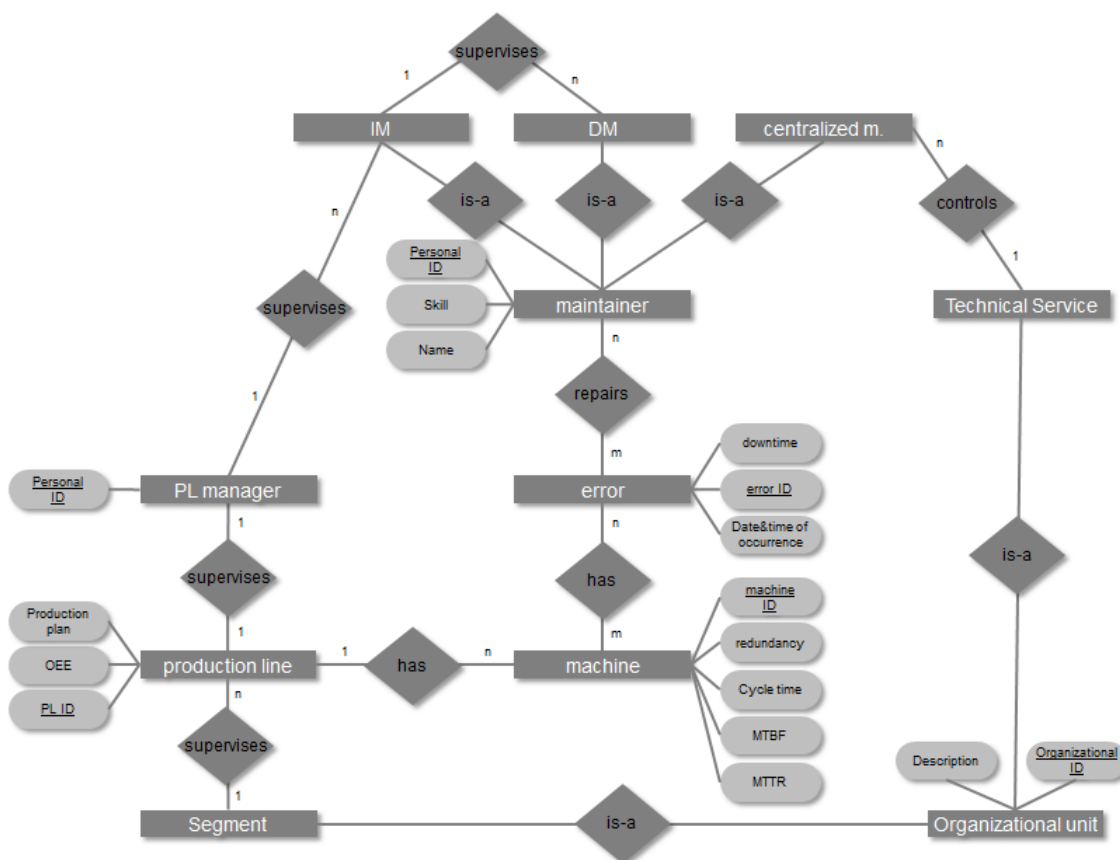 supervises
1
n
IM
DM
centralized m.
n
is-a
is-a
is-a
controls
n
1
Personal
ID
Skill
Name
maintainer
Technical Service
supervises
n
repairs
1
m
downtime
Personal
ID
PL manager
error
error ID
Date&time of
occurrence
1
n
is-a
supervises
has
machine
ID
Production
plan
1
m
redundancy
OEE
production line
1
has
n
machine
PL ID
n
Cycle time
supervises
MTBF
Description
Organizational
ID
MTTR
1
Segment
is-a
Organizational unit